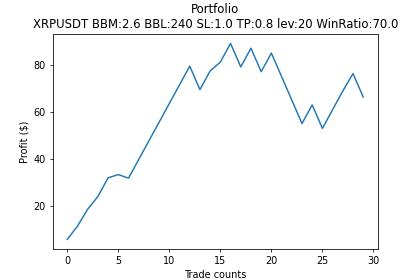 Portfolio
XRPUSDT BBM:2.6 BBL:240 SL:1.0 TP:0.8 lev:20 WinRatio:70.0
80
60
40
20
Profit ($)
0 5 10 15 20 25 30
Trade counts